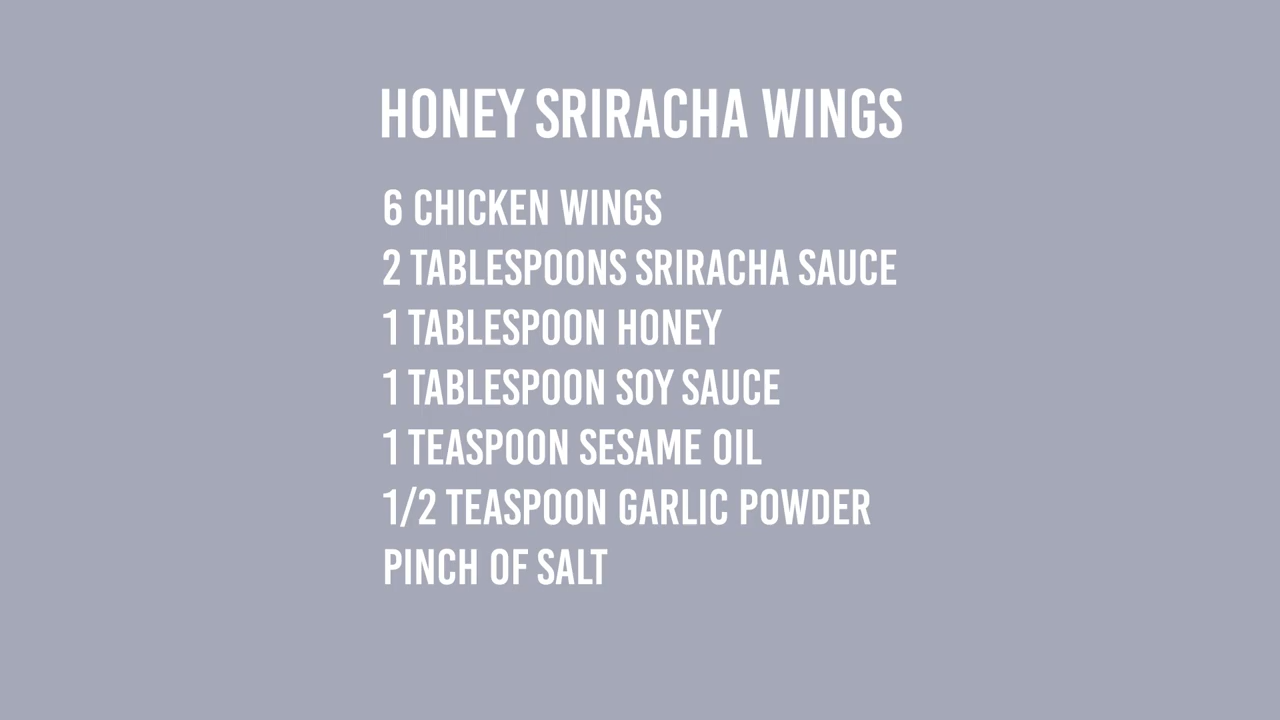 HONEY SRIRACHA WINGS
6 CHICKEN WINGS
2 TABLESPOONS SRIRACHA SAUCE
1 TABLESPOON HONEY
1 TABLESPOON SOY SAUCE
1 TEASPOON SESAME OIL
1/2 TEASPOON GARLIC POWDER
PINCH OF SALT